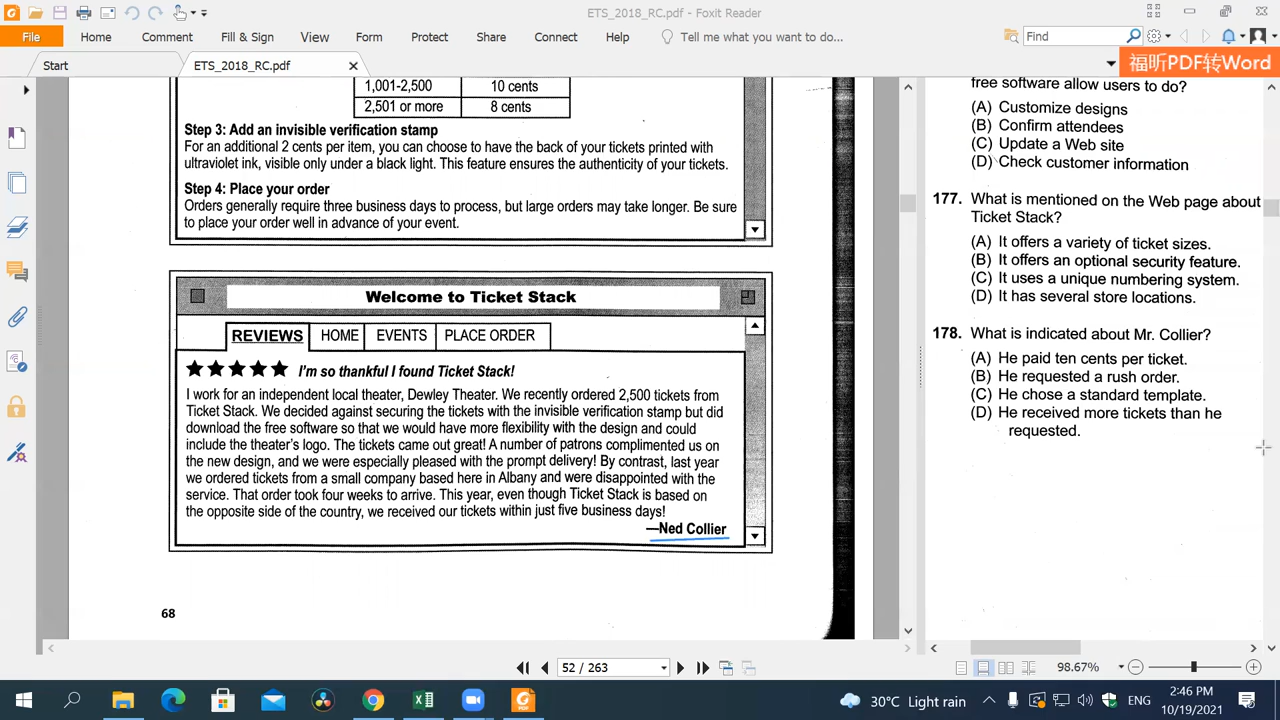 ETS_2018_RC.pdf - Foxit Reader
File Home Comment Fill & Sign View Form Protect Share Connect Help Tell me what you want to do... Find
Start ETS_2018_RC.pdf
福昕PDF转Word
1,001-2,500 10 cents
2,501 or more 8 cents
Step 3: Add an invisible verification stamp
For an additional 2 cents per item, you can choose to have the back of your tickets printed with
ultraviolet ink, visible only under a black light. This feature ensures the authenticity of your tickets.
Step 4: Place your order
Orders generally require three business days to process, but large orders may take longer. Be sure
to place your order well in advance of your event.
Welcome to Ticket Stack
REVIEWS HOME PLACE ORDER
I'm so thankful I found Ticket Stack!
I work for an independent theater, Finley Theater. We recently ordered 2,500 tickets from
Ticket Stack. We decided against securing the tickets with the invisible verification stamp but did
download the free software so that we would have more flexibility with the design and could
include our theater's logo. The tickets came out great. A number of patrons complimented us on
the new design, and we were as pleased with the prompt delivery! By contrast, last year
we ordered tickets from a small company based here in Albany and were disappointed with the
service. That order took four weeks to arrive. This year, even though Ticket Stack is based on
the opposite side of the country, we received our tickets within just business days!
Collier
68
free software allow users to do?
(A) Customize designs
(B) Confirm attendees
(C) Create a Web site
(D) Check customer information
177. What is mentioned on the Web page about
Ticket Stack?
(A) It offers a variety of ticket sizes.
(B) It offers an optional security feature.
(C) It uses a unique numbering system.
(D) It has several store locations.
178. What is indicated about Mr. Collier?
(A) He paid ten cents per ticket.
(B) He requested a rush order.
(C) He chose a standard template.
(D) He received more tickets than he
requested.
52 / 263
98.67%
30°C Light rain ENG 2:46 PM
10/19/2021